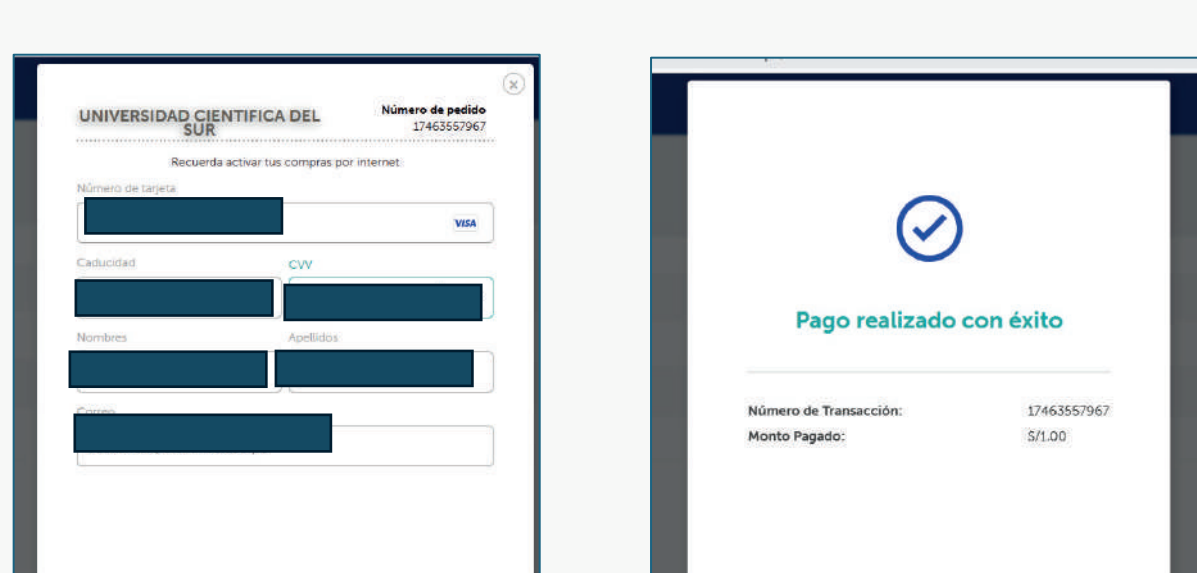 UNIVERSIDAD CIENTIFICA DEL
SUR
Número de pedido
17463557967
Recuerda activar tus compras por internet
Número de tarjeta
VISA
Caducidad
CVV
Nombres
Apellidos
Correo
Pago realizado con éxito
Número de Transacción: 17463557967
Monto Pagado: S/1.00